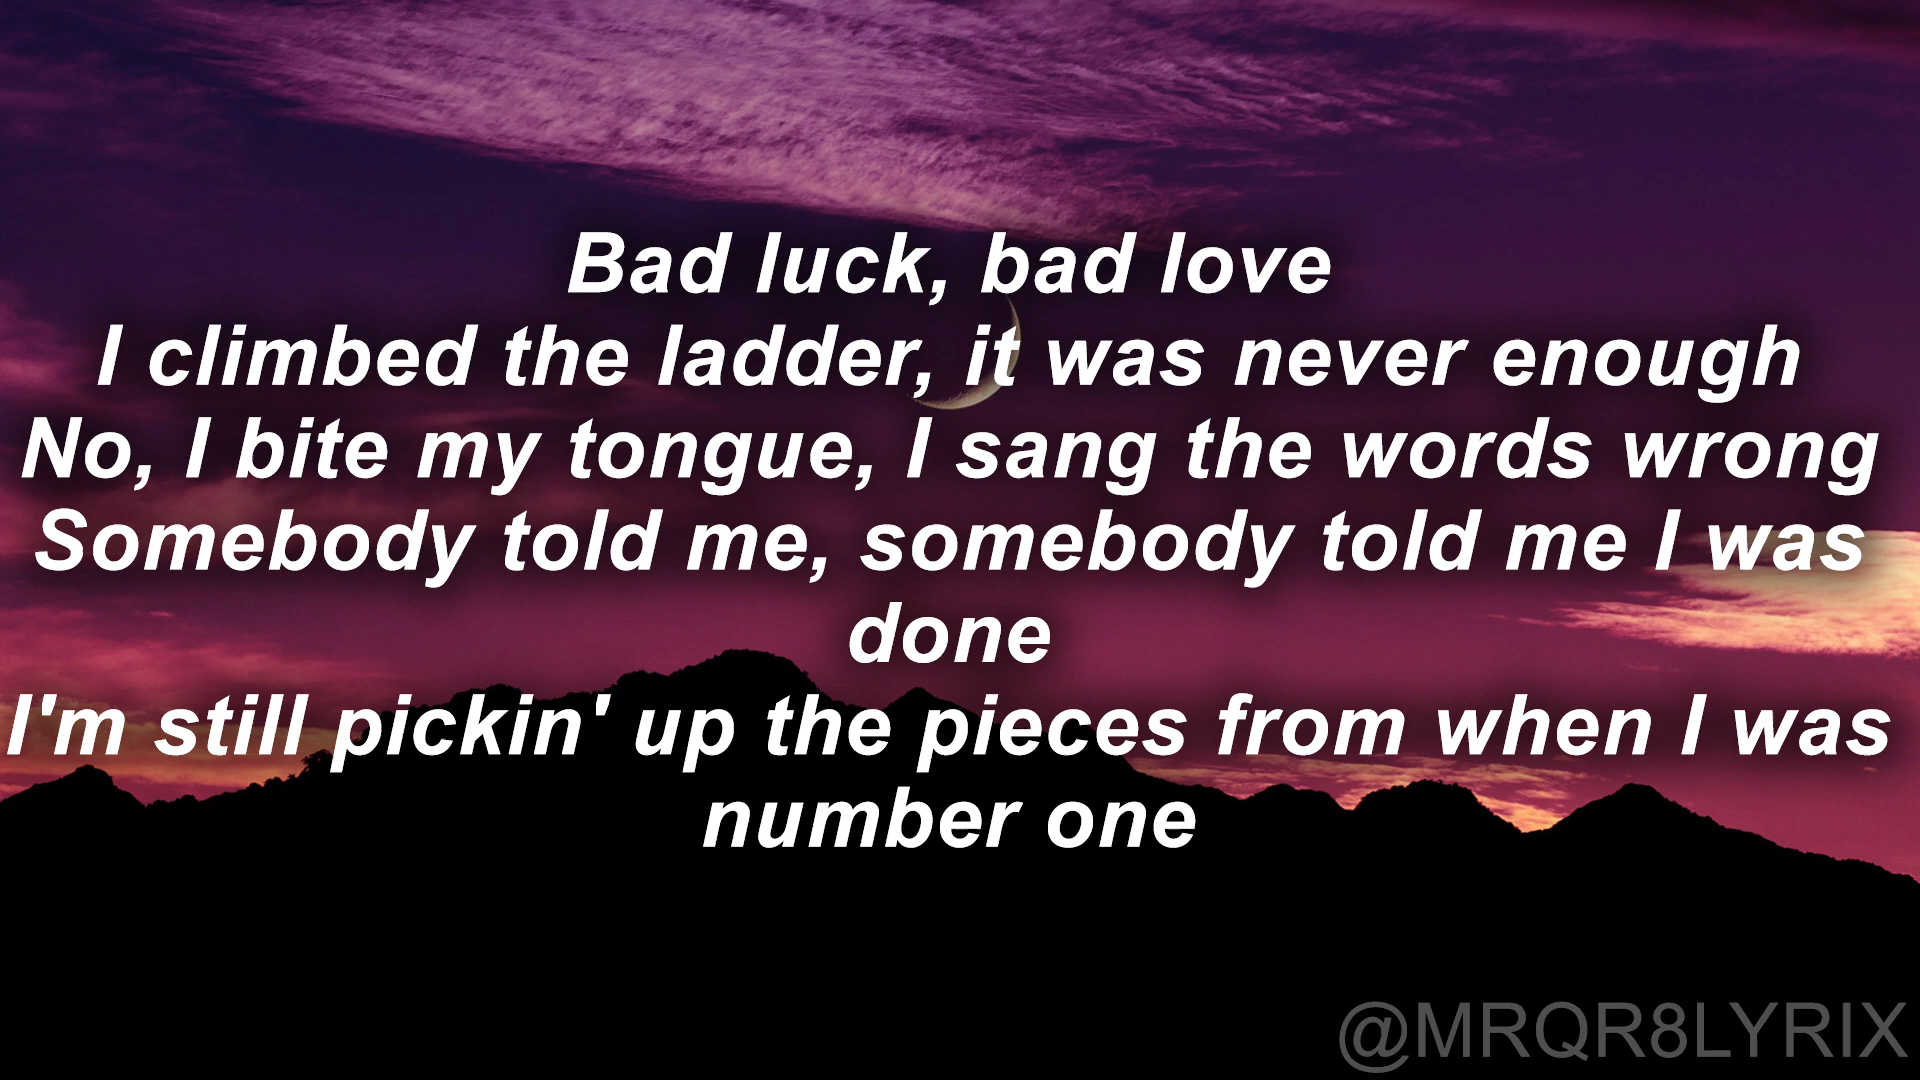 Bad luck, bad love
I climbed the ladder, it was never enough
No, I bite my tongue, I sang the words wrong
Somebody told me, somebody told me I was
done
I'm still pickin' up the pieces from when I was
number one
@MRQR8LYRIX